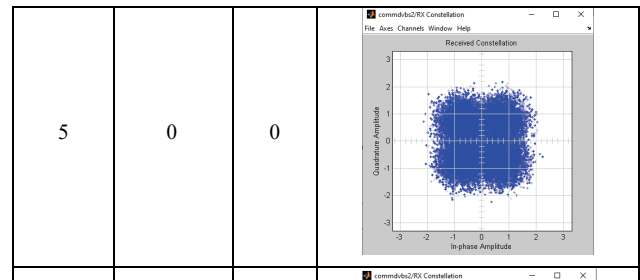 commdvbs2/RX Constellation
File Axes Channels Window Help
Received Constellation
5 0 0
3
2
1
0
-1
-2
-3
Quadrature Amplitude
-3 -2 -1 0 1 2 3
In-phase Amplitude
commdvbs2/RX Constellation